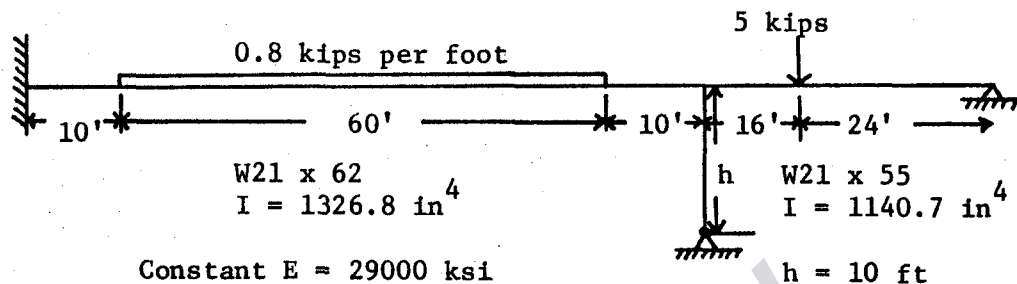 5 kips
0.8 kips per foot
10' 60' 10' 16' 24'
W21 x 62 h W21 x 55
I = 1326.8 in⁴ I = 1140.7 in⁴
Constant E = 29000 ksi h = 10 ft